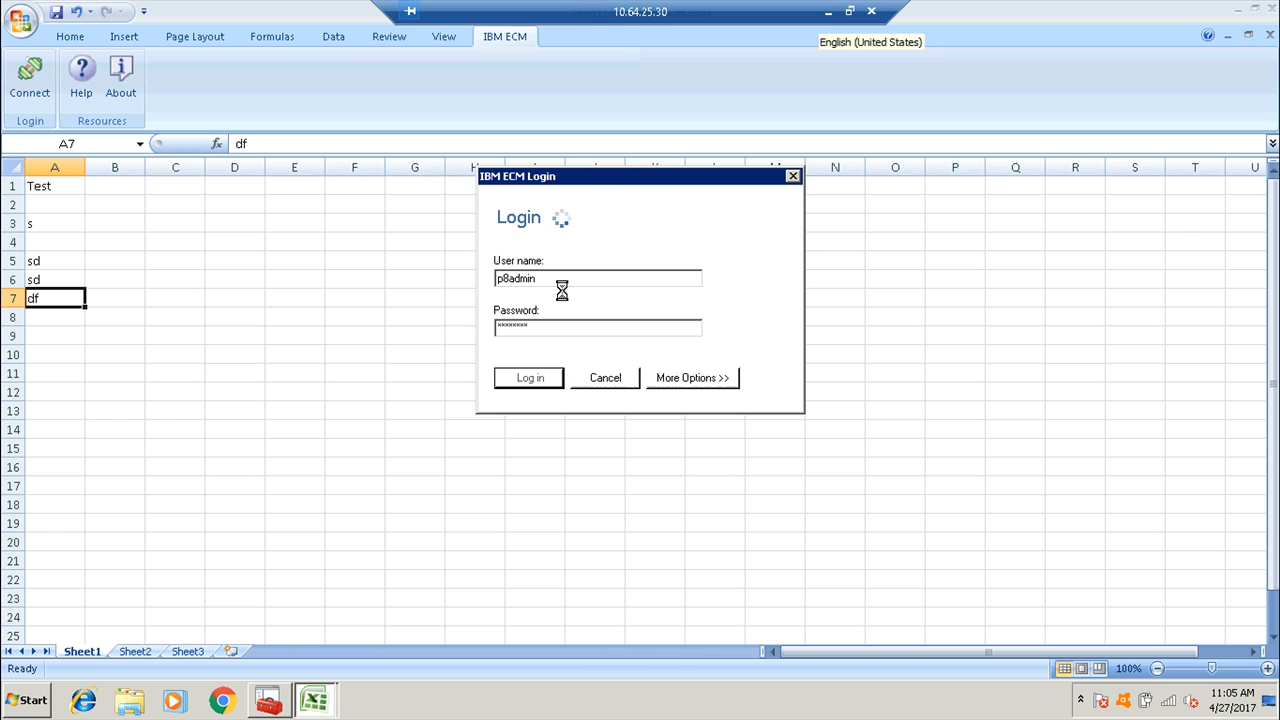 10.64.25.30
Home Insert Page Layout Formulas Data Review View IBM ECM
English (United States)
Connect Help About
Login Resources
A7 fx df
A B C D E F G H N O P Q R S T U
IBM ECM Login
1 Test
2
Login
3 s
4
5 sd
User name:
6 sd
p8admin
7 df
Password:
********
8
9
10
11
Log in Cancel More Options >>
12
13
14
15
16
17
18
19
20
21
22
23
24
25
Sheet1 Sheet2 Sheet3
Ready 100%
Start
11:05 AM
4/27/2017